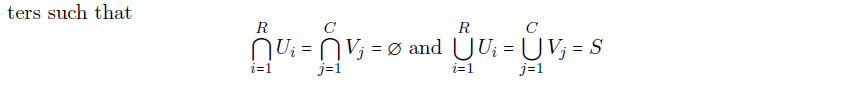 ters such that
⋂_{i=1}^{R} U_i = ⋂_{j=1}^{C} V_j = ∅ and ⋃_{i=1}^{R} U_i = ⋃_{j=1}^{C} V_j = S